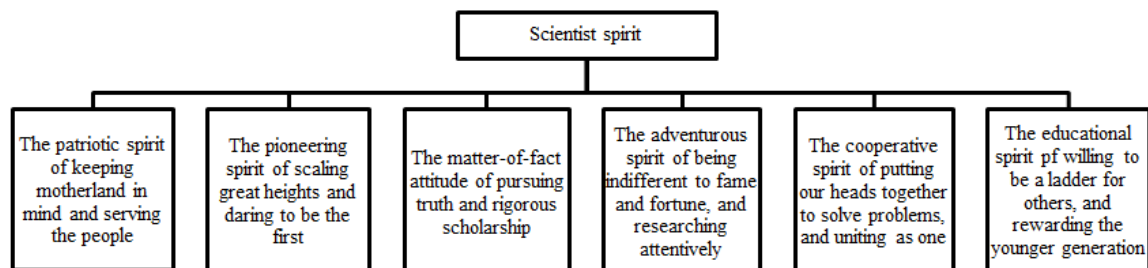 Scientist spirit
The patriotic spirit
of keeping
motherland in
mind and serving
the people
The pioneering
spirit of scaling
great heights and
daring to be the
first
The matter-of-fact
attitude of pursuing
truth and rigorous
scholarship
The adventurous
spirit of being
indifferent to fame
and fortune, and
researching
attentively
The cooperative
spirit of putting
our heads together
to solve problems,
and uniting as one
The educational
spirit pf willing to
be a ladder for
others, and
rewarding the
younger generation